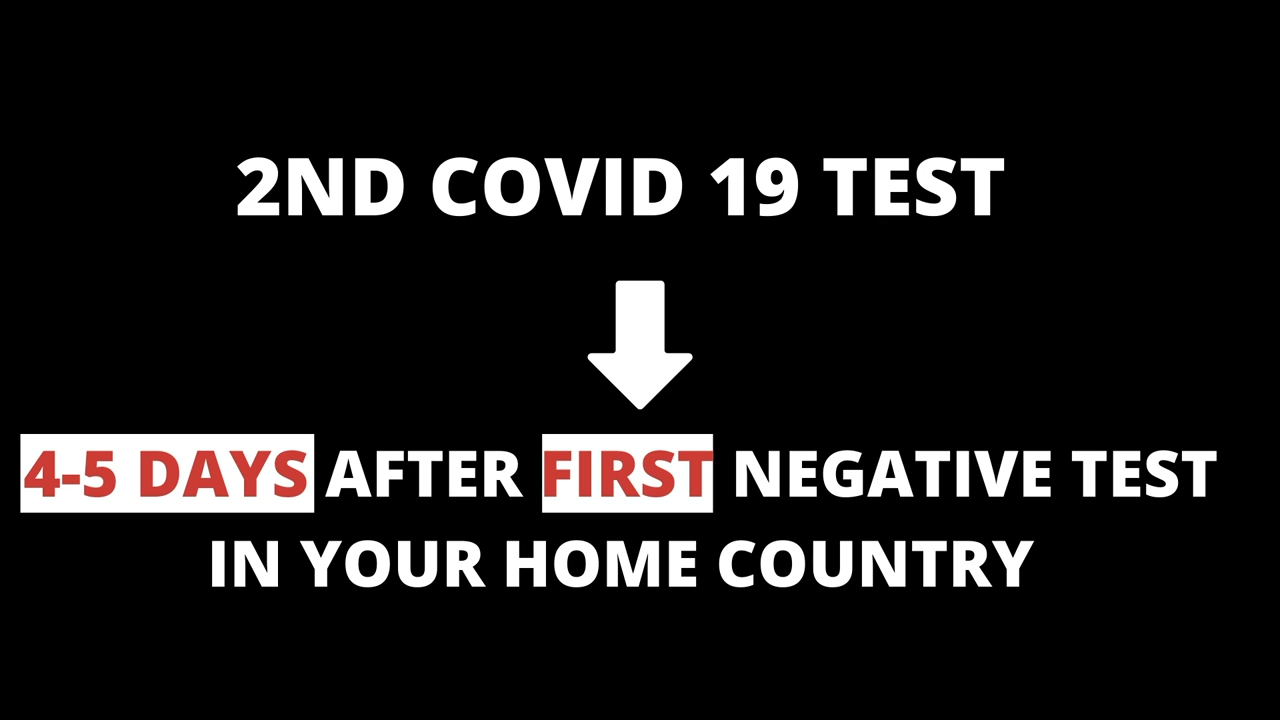 2ND COVID 19 TEST
4-5 DAYS AFTER FIRST NEGATIVE TEST
IN YOUR HOME COUNTRY